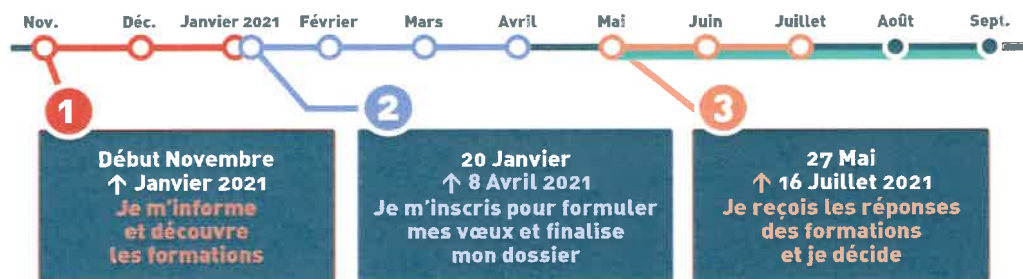 Nov. Déc. Janvier 2021 Février Mars Avril Mai Juin Juillet Août Sept.
1
2
3
Début Novembre
↑ Janvier 2021
Je m'informe
et découvre
les formations
20 Janvier
↑ 8 Avril 2021
Je m'inscris pour formuler
mes vœux et finalise
mon dossier
27 Mai
↑ 16 Juillet 2021
Je reçois les réponses
des formations
et je décide